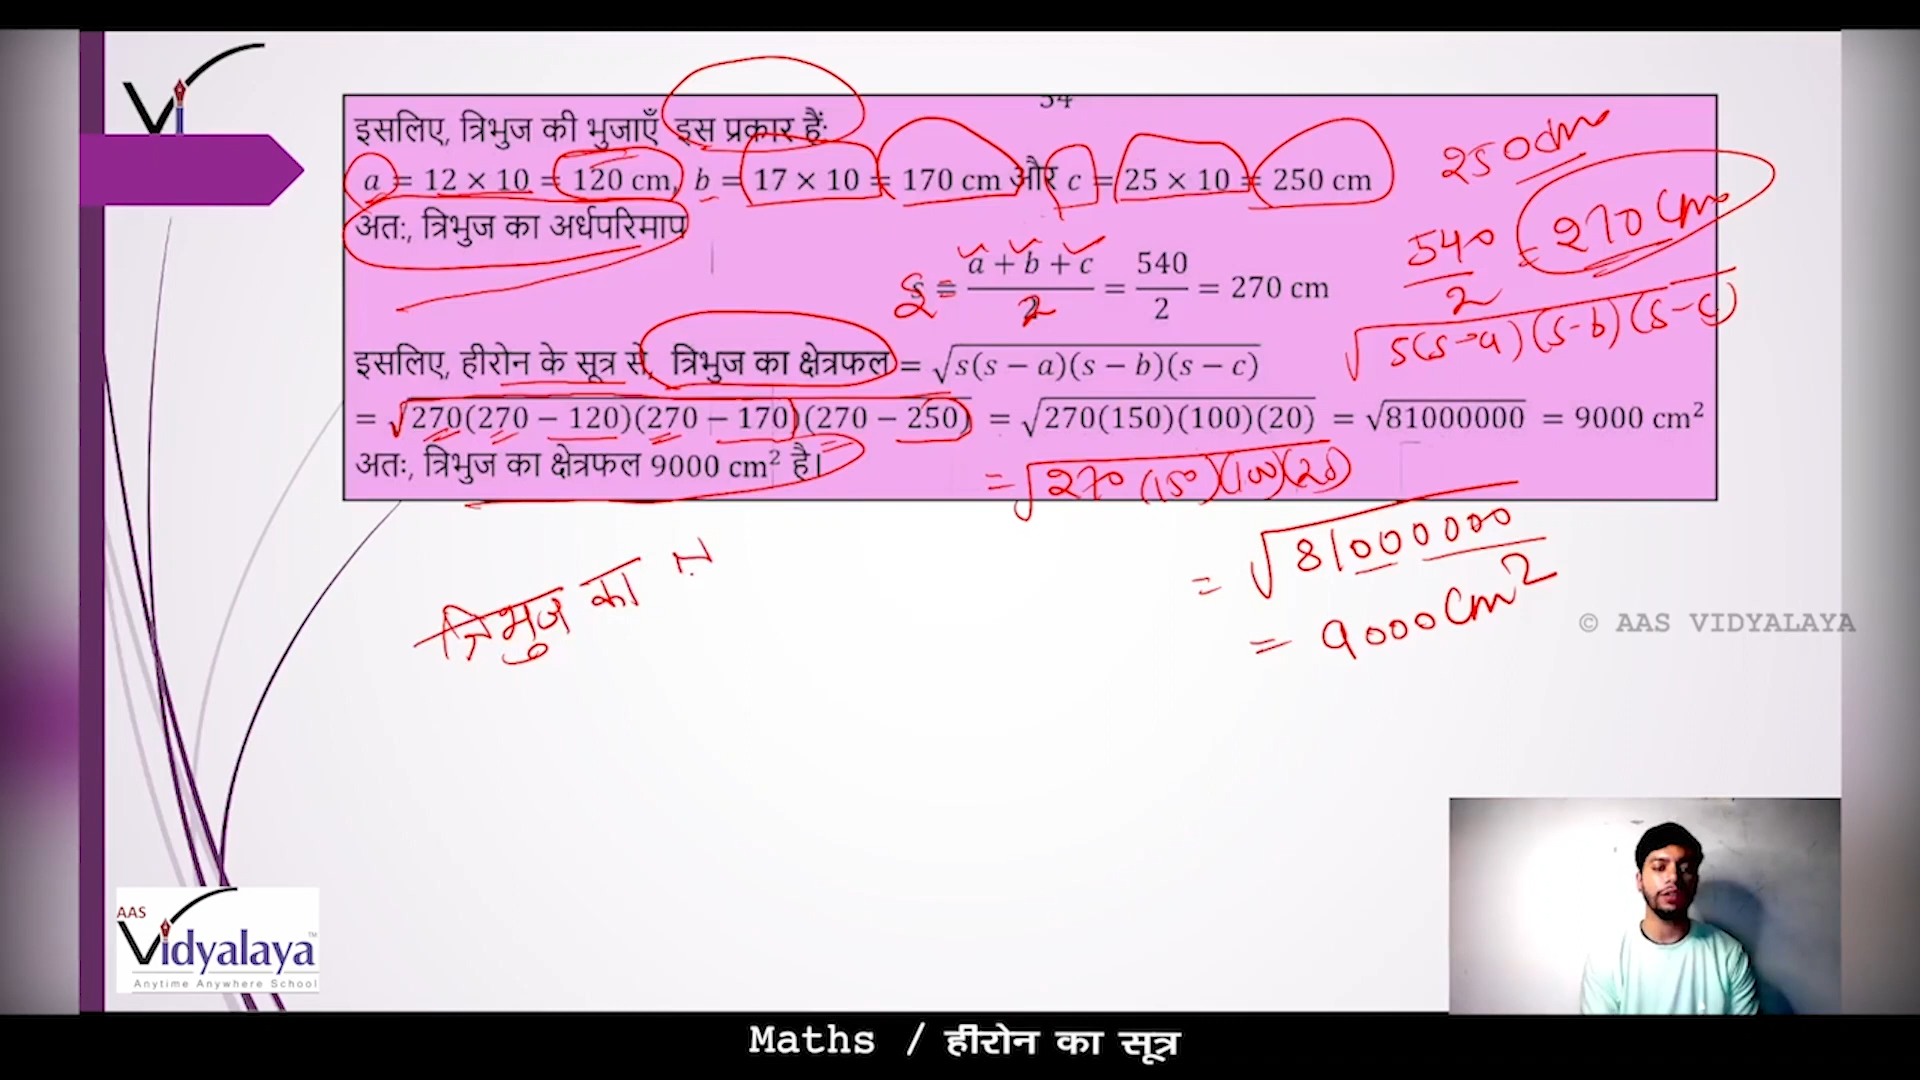 54
इसलिए, त्रिभुज की भुजाएँ इस प्रकार हैं:
a = 12 × 10 = 120 cm, b = 17 × 10 = 170 cm और c = 25 × 10 = 250 cm
अतः, त्रिभुज का अर्धपरिमाप
s = a + b + c / 2 = 540 / 2 = 270 cm
इसलिए, हीरोन के सूत्र से, त्रिभुज का क्षेत्रफल = √s(s − a)(s − b)(s − c)
= √270(270 − 120)(270 − 170)(270 − 250) = √270(150)(100)(20) = √81000000 = 9000 cm²
अतः, त्रिभुज का क्षेत्रफल 9000 cm² है।
250cm
540 / 2 = 270 cm
√s(s-a)(s-b)(s-c)
= √270(150)(100)(20)
= √81000000
= 9000cm²
त्रिभुज का
© AAS VIDYALAYA
AAS
Vidyalaya™
Anytime Anywhere School
Maths / हीरोन का सूत्र